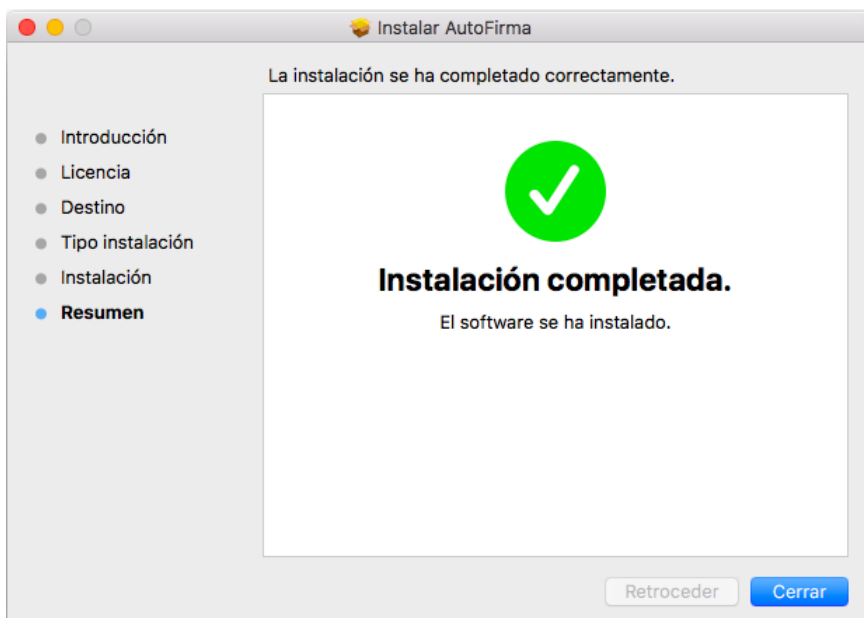 Instalar AutoFirma
La instalación se ha completado correctamente.
Introducción
Licencia
Destino
Tipo instalación
Instalación
Resumen
Instalación completada.
El software se ha instalado.
Retroceder
Cerrar